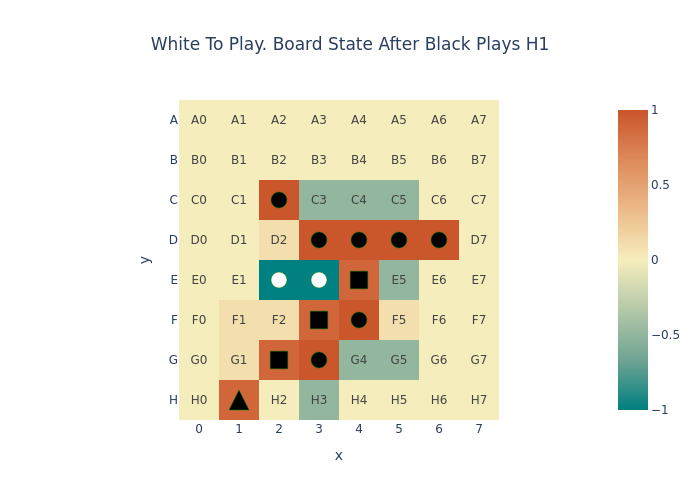 White To Play. Board State After Black Plays H1
A A0 A1 A2 A3 A4 A5 A6 A7
B B0 B1 B2 B3 B4 B5 B6 B7
C C0 C1 C3 C4 C5 C6 C7
D D0 D1 D2 D7
E E0 E1 E5 E6 E7
F F0 F1 F2 F5 F6 F7
G G0 G1 G4 G5 G6 G7
H H0 H2 H3 H4 H5 H6 H7
0 1 2 3 4 5 6 7
x
y
1
0.5
0
−0.5
−1